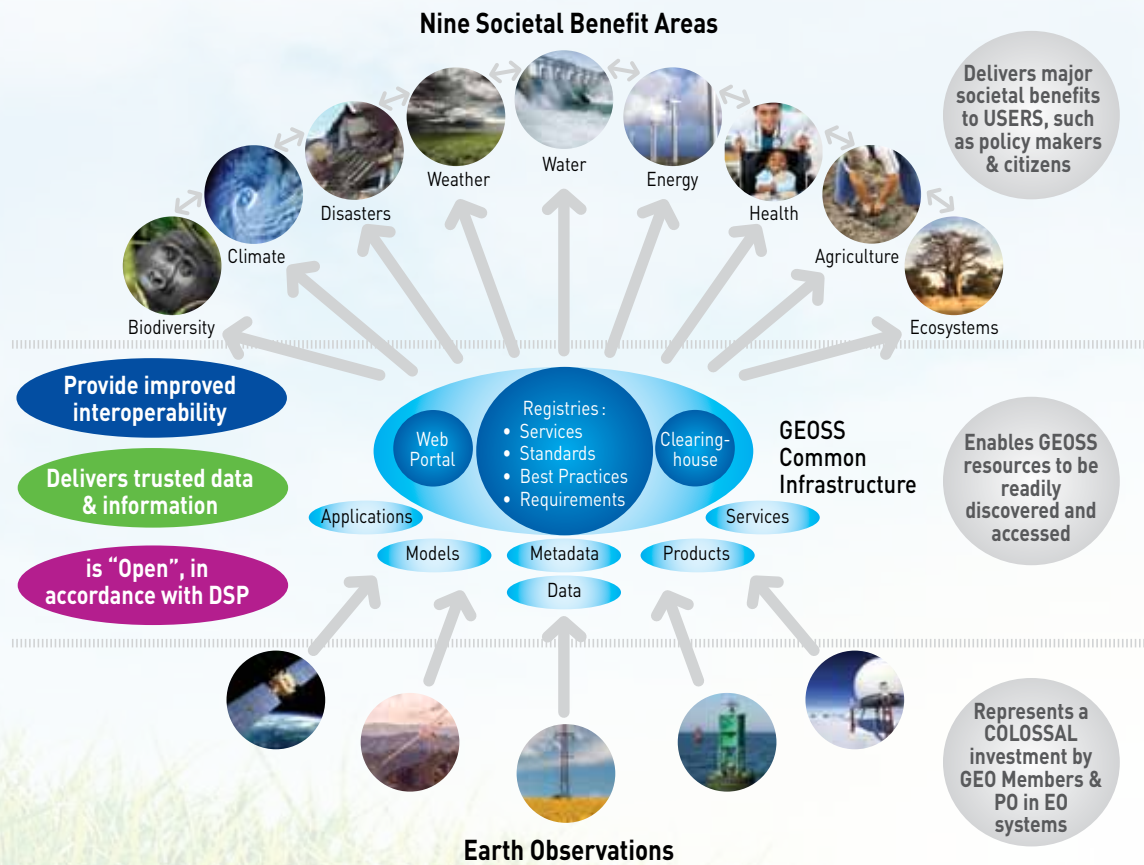 Nine Societal Benefit Areas
Delivers major
societal benefits
to USERS, such
as policy makers
& citizens
Water
Weather
Energy
Disasters
Health
Climate
Agriculture
Biodiversity
Ecosystems
Provide improved
interoperability
Delivers trusted data
& information
is “Open”, in
accordance with DSP
Web
Portal
Registries:
• Services
• Standards
• Best Practices
• Requirements
Clearing-
house
GEOSS
Common
Infrastructure
Applications
Services
Models
Metadata
Products
Data
Enables GEOSS
resources to be
readily
discovered and
accessed
Represents a
COLOSSAL
investment by
GEO Members &
PO in EO
systems
Earth Observations